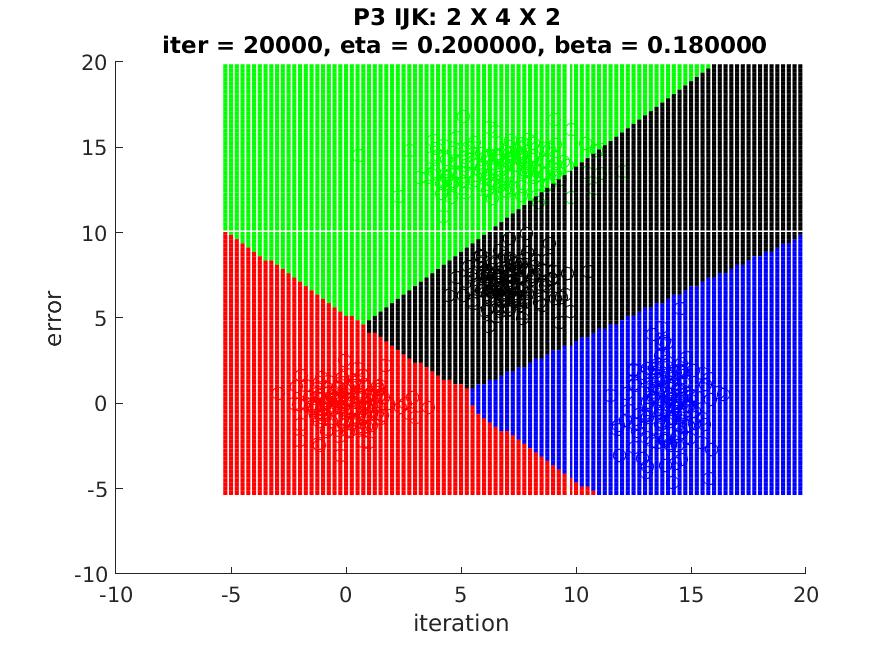 P3 IJK: 2 X 4 X 2
iter = 20000, eta = 0.200000, beta = 0.180000
20
15
10
5
0
-5
-10
error
-10 -5 0 5 10 15 20
iteration